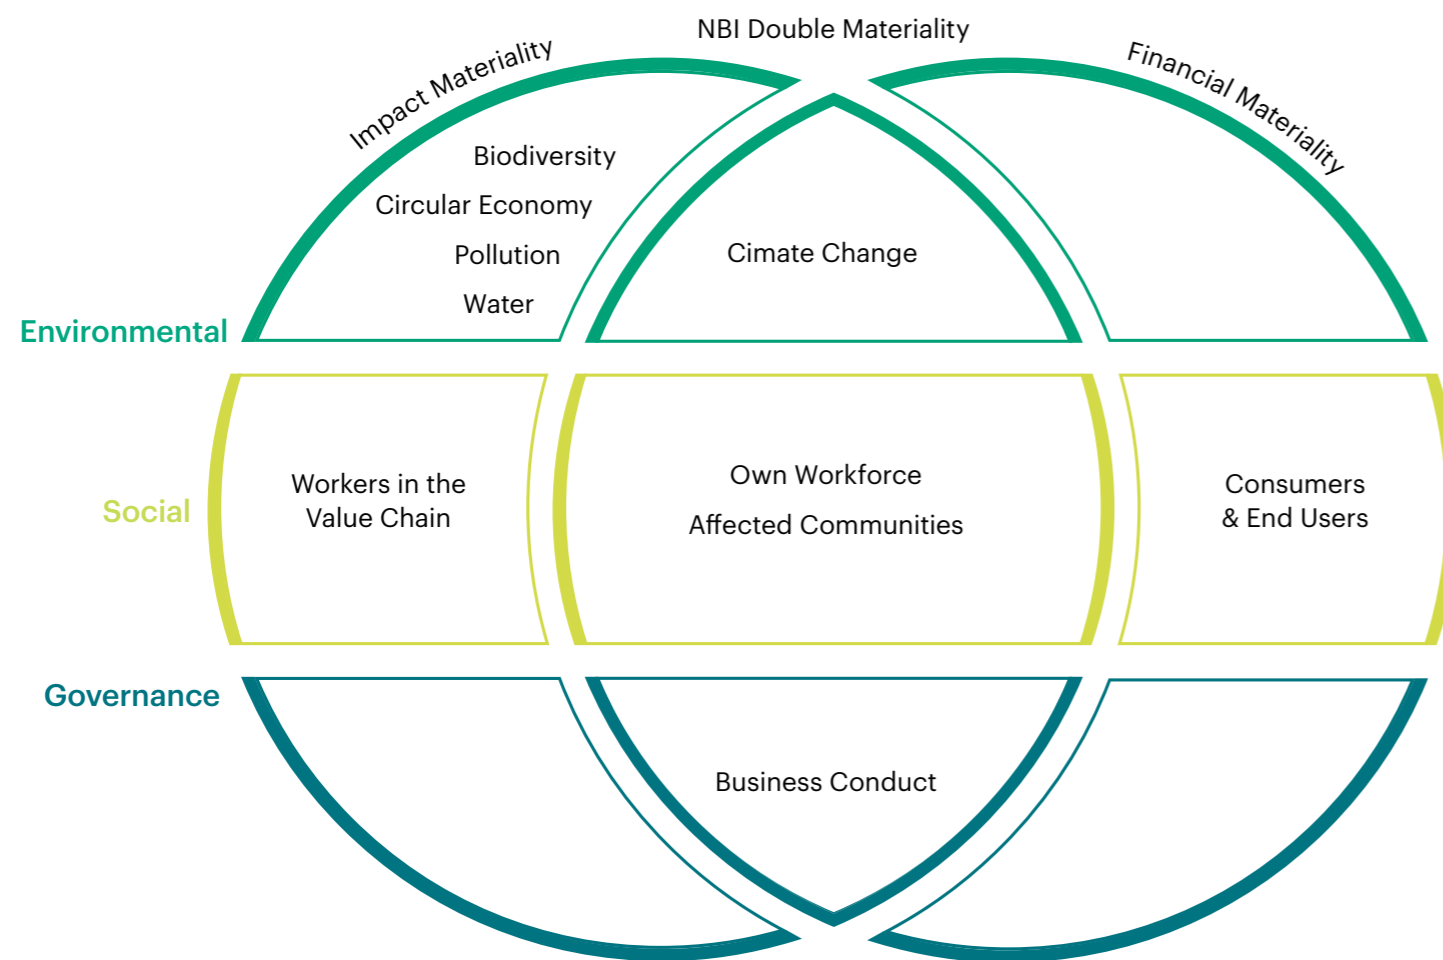 NBI Double Materiality
Impact Materiality
Financial Materiality
Biodiversity
Circular Economy
Pollution
Water
Cimate Change
Environmental
Social
Workers in the
Value Chain
Own Workforce
Affected Communities
Consumers
& End Users
Governance
Business Conduct